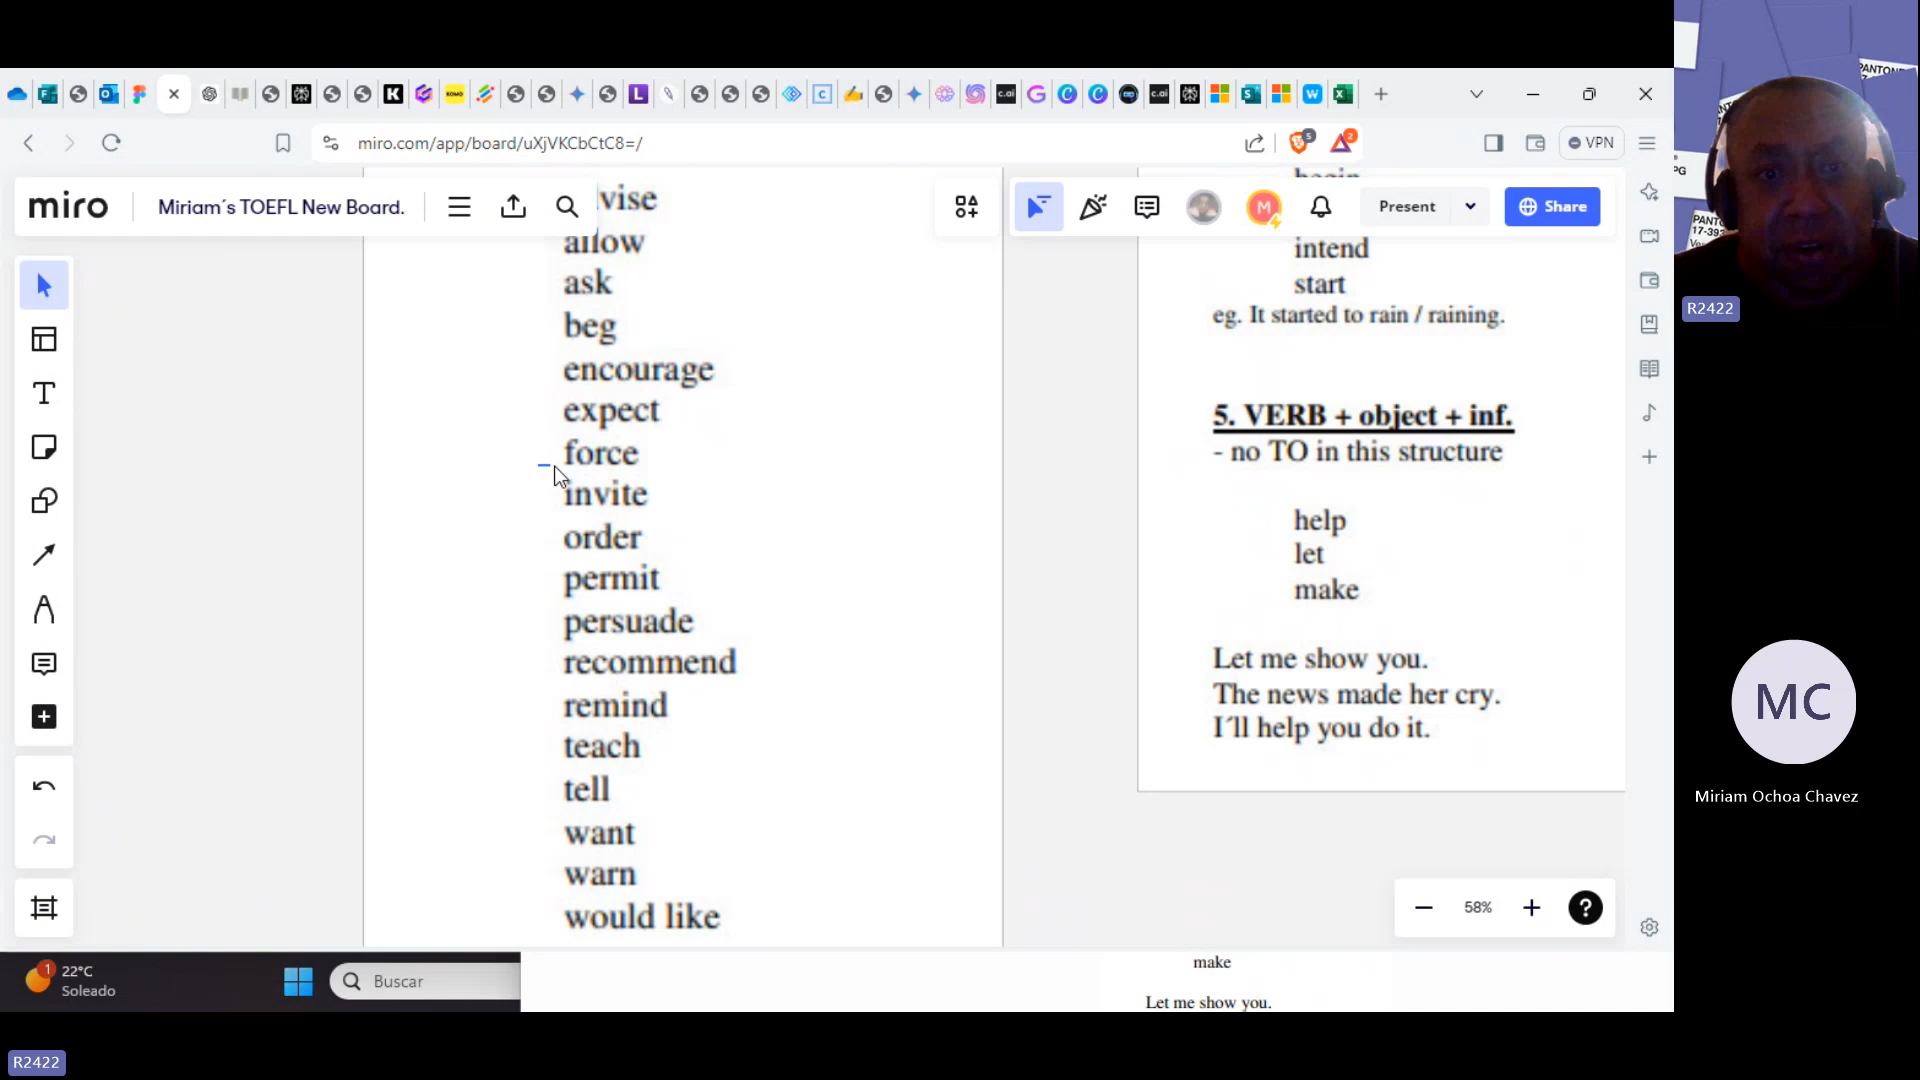 miro.com/app/board/uXjVKCbCtC8=/
VPN
miro
Miriam´s TOEFL New Board.
Present
Share
allow
ask
beg
encourage
expect
force
invite
order
permit
persuade
recommend
remind
teach
tell
want
warn
would like
intend
start
eg. It started to rain / raining.
5. VERB + object + inf.
- no TO in this structure
help
let
make
Let me show you.
The news made her cry.
I´ll help you do it.
58%
make
Let me show you.
1
22°C
Soleado
Buscar
R2422
MC
Miriam Ochoa Chavez
R2422